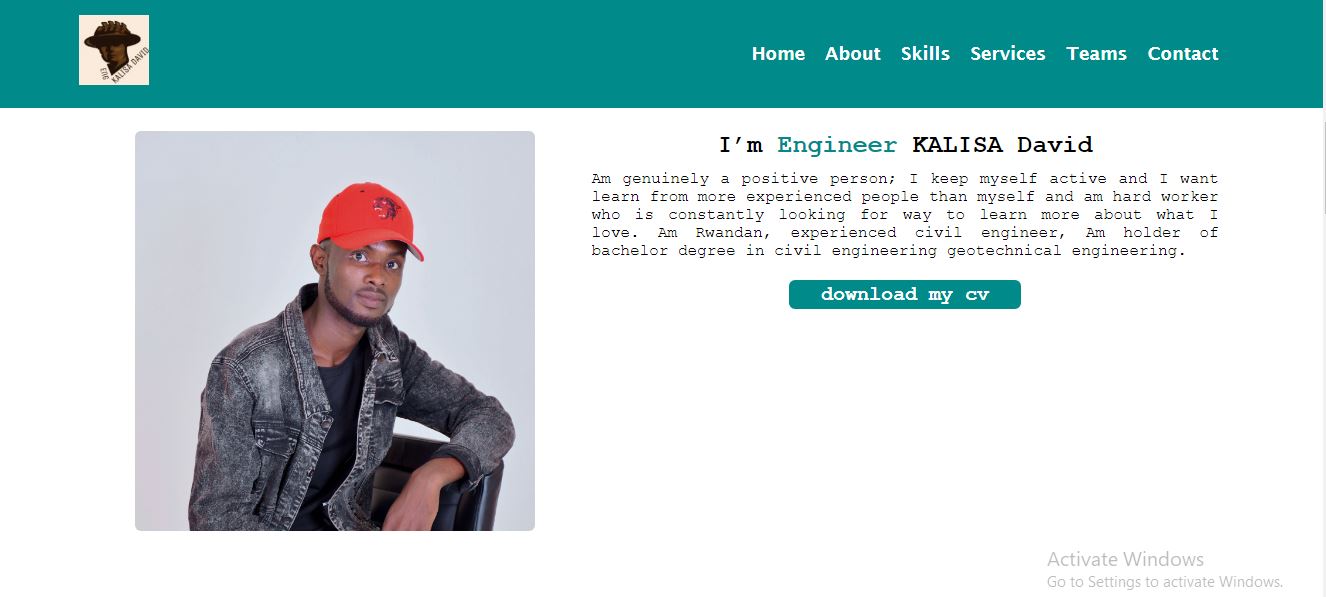 ENG
KALISA DAVID
Home About Skills Services Teams Contact
I’m Engineer KALISA David
Am genuinely a positive person; I keep myself active and I want
learn from more experienced people than myself and am hard worker
who is constantly looking for way to learn more about what I
love. Am Rwandan, experienced civil engineer, Am holder of
bachelor degree in civil engineering geotechnical engineering.
download my cv
Activate Windows
Go to Settings to activate Windows.